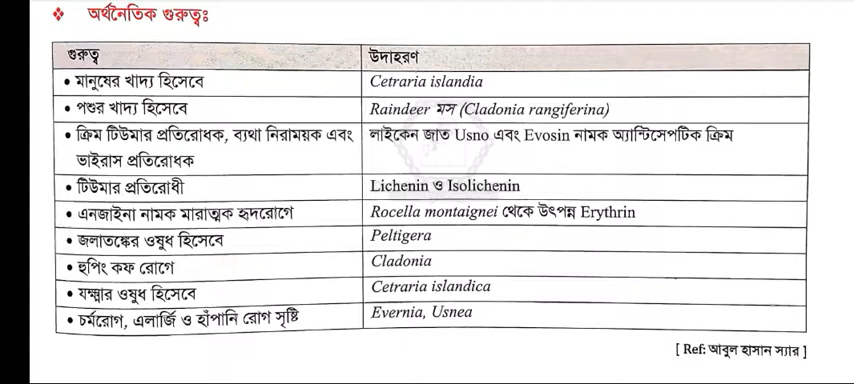 ❖ অর্থনৈতিক গুরুত্বঃ
গুরুত্ব	উদাহরণ
• মানুষের খাদ্য হিসেবে	Cetraria islandia
• পশুর খাদ্য হিসেবে	Raindeer মস (Cladonia rangiferina)
• ক্রিম টিউমার প্রতিরোধক, ব্যথা নিরাময়ক এবং	লাইকেন জাত Usno এবং Evosin নামক অ্যান্টিসেপটিক ক্রিম
ভাইরাস প্রতিরোধক
• টিউমার প্রতিরোধী	Lichenin ও Isolichenin
• এনজাইনা নামক মারাত্মক হৃদরোগে	Rocella montaignei থেকে উৎপন্ন Erythrin
• জলাতঙ্কের ওষুধ হিসেবে	Peltigera
• হুপিং কফ রোগে	Cladonia
• যক্ষ্মার ওষুধ হিসেবে	Cetraria islandica
• চর্মরোগ, এলার্জি ও হাঁপানি রোগ সৃষ্টি	Evernia, Usnea
[ Ref: আবুল হাসান স্যার ]